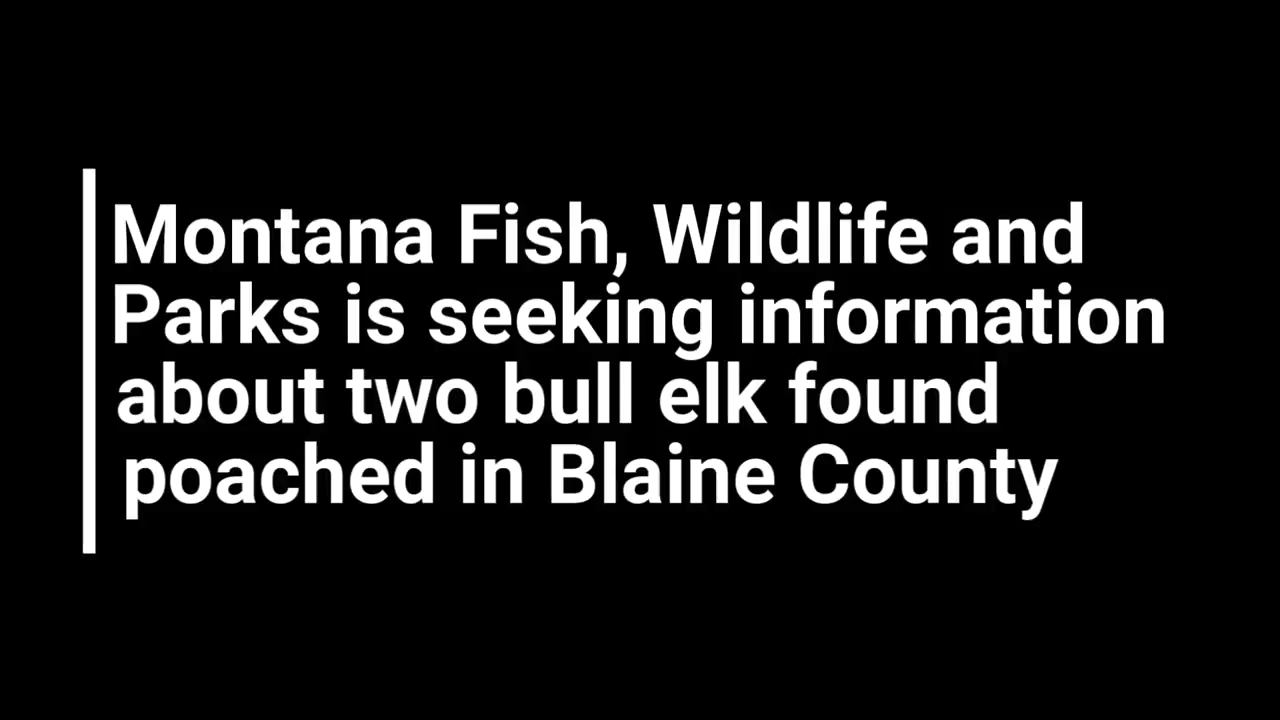 Montana Fish, Wildlife and
Parks is seeking information
about two bull elk found
poached in Blaine County